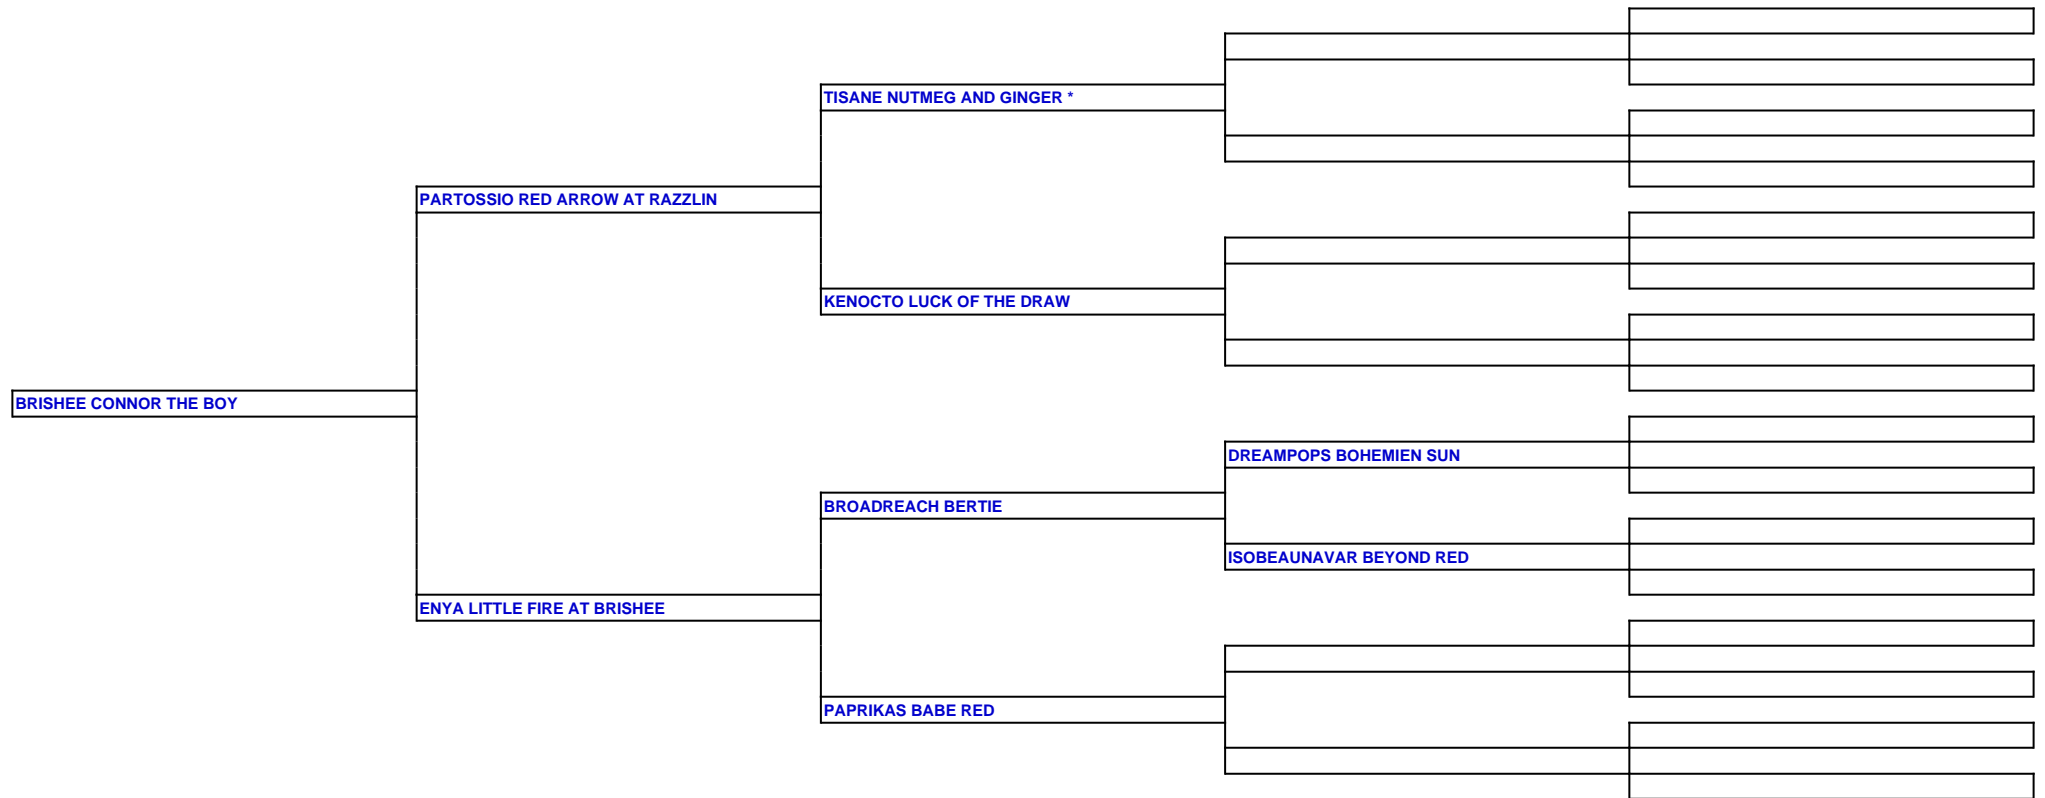 TISANE NUTMEG AND GINGER *
PARTOSSIO RED ARROW AT RAZZLIN
KENOCTO LUCK OF THE DRAW
BRISHEE CONNOR THE BOY
DREAMPOPS BOHEMIEN SUN
BROADREACH BERTIE
ISOBEAUNAVAR BEYOND RED
ENYA LITTLE FIRE AT BRISHEE
PAPRIKAS BABE RED